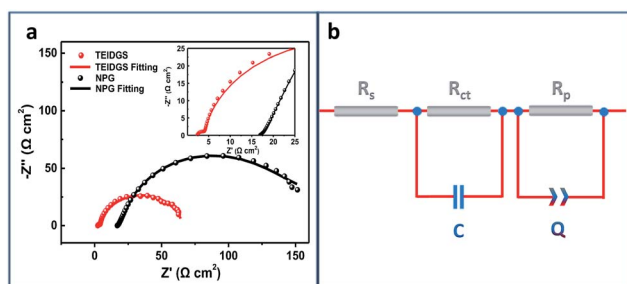 a
TEIDGS
TEIDGS Fitting
NPG
NPG Fitting
-Z'' (Ω cm²)
150
100
50
0
0
50
100
150
Z' (Ω cm²)
-Z'' (Ω cm²)
25
20
15
10
5
0
5
10
15
20
25
Z' (Ω cm²)
b
Rs
Rct
Rp
C
Q